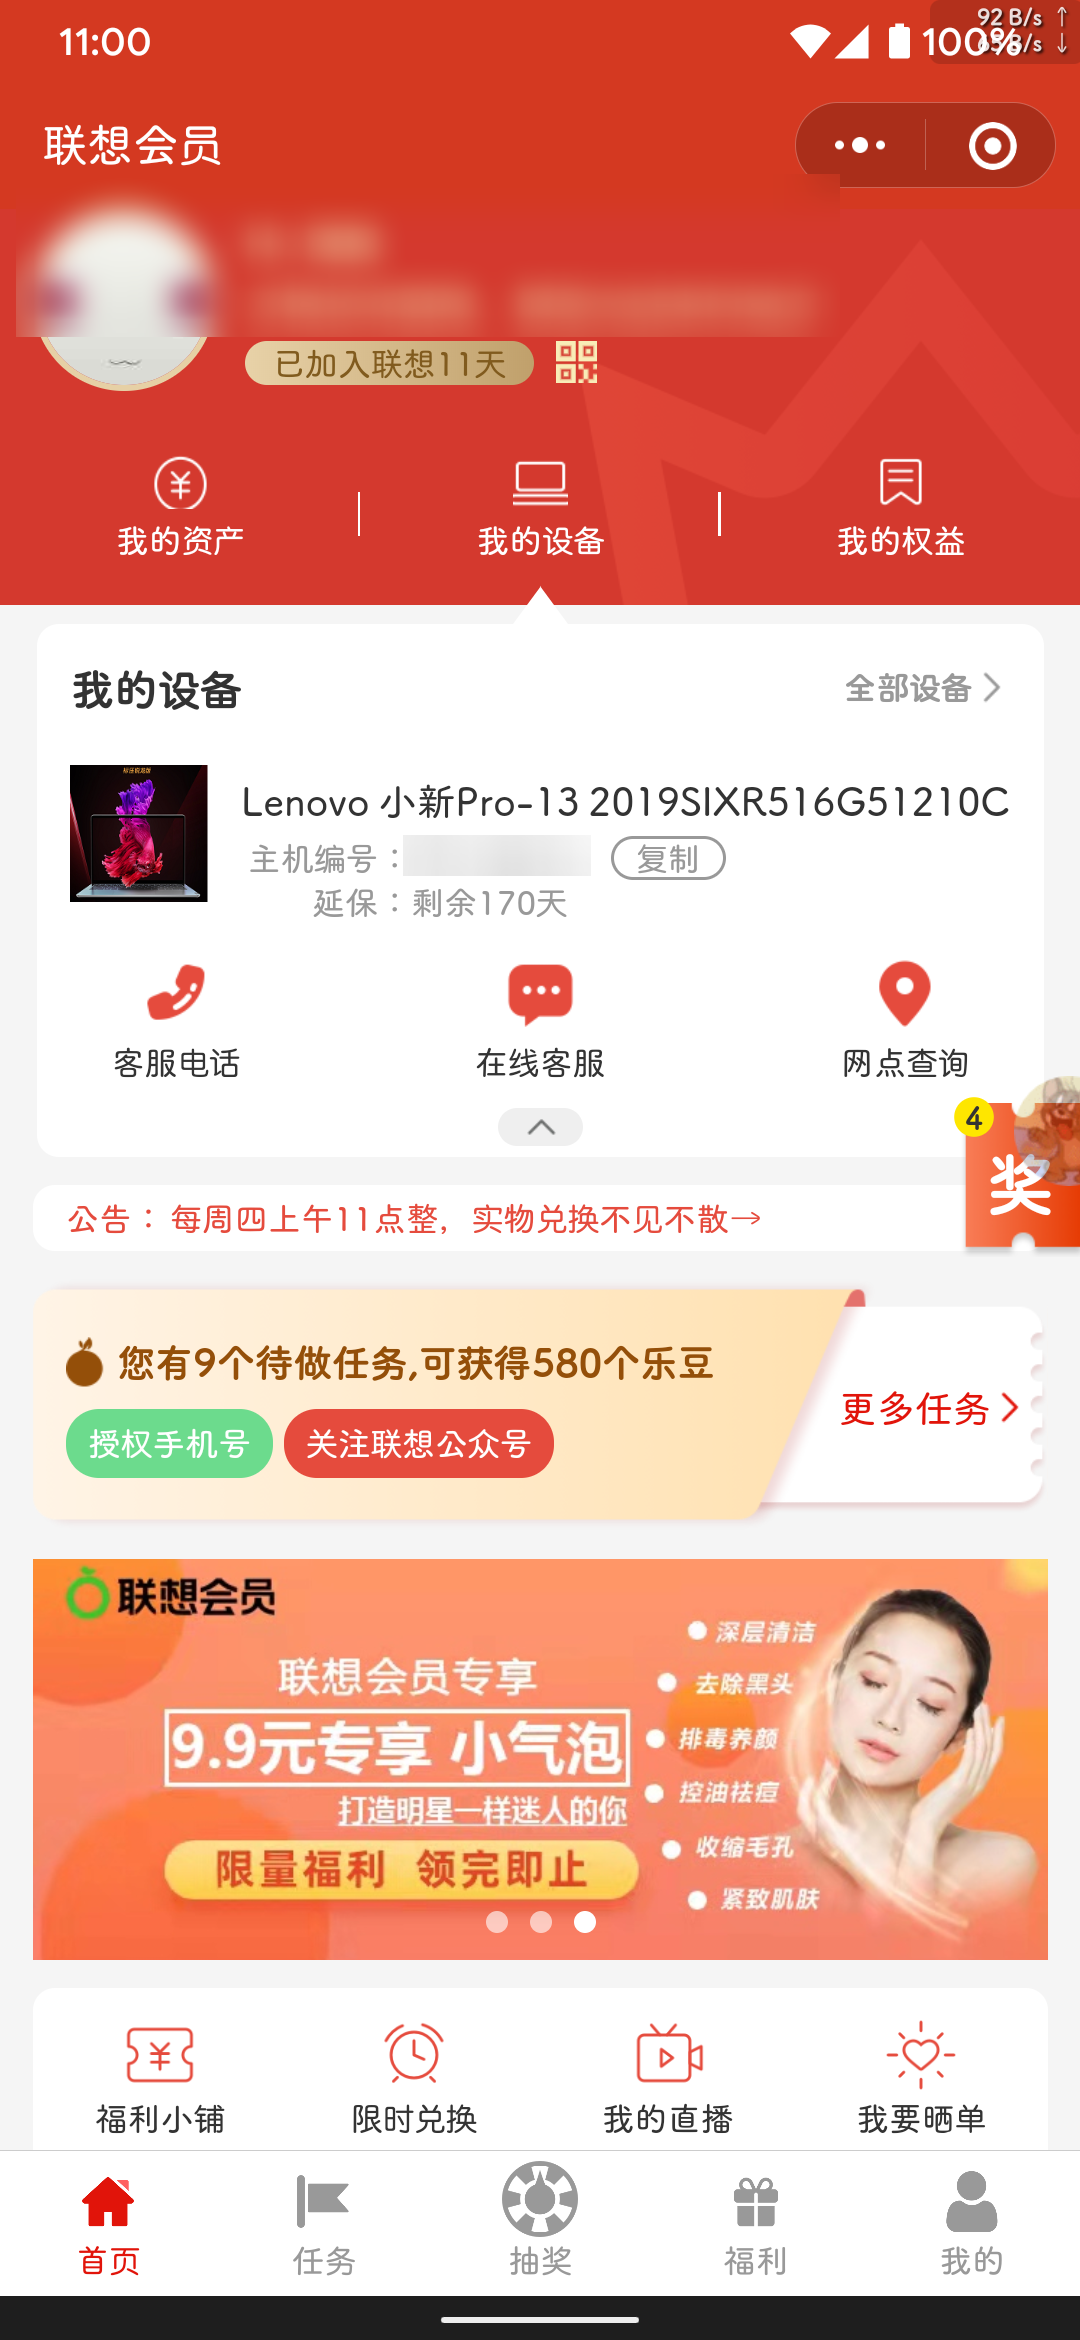 11:00
92 B/s ↑
100%
B/s ↓
联想会员
已加入联想11天
我的资产
我的设备
我的权益
我的设备
全部设备
Lenovo 小新Pro-13 2019SIXR516G51210C
主机编号：
复制
延保：剩余170天
客服电话
在线客服
网点查询
4
奖
公告：每周四上午11点整，实物兑换不见不散→
您有9个待做任务,可获得580个乐豆
授权手机号
关注联想公众号
更多任务
联想会员
联想会员专享
9.9元专享 小气泡
打造明星一样迷人的你
限量福利 领完即止
深层清洁
去除黑头
排毒养颜
控油祛痘
收缩毛孔
紧致肌肤
福利小铺
限时兑换
我的直播
我要晒单
首页
任务
抽奖
福利
我的